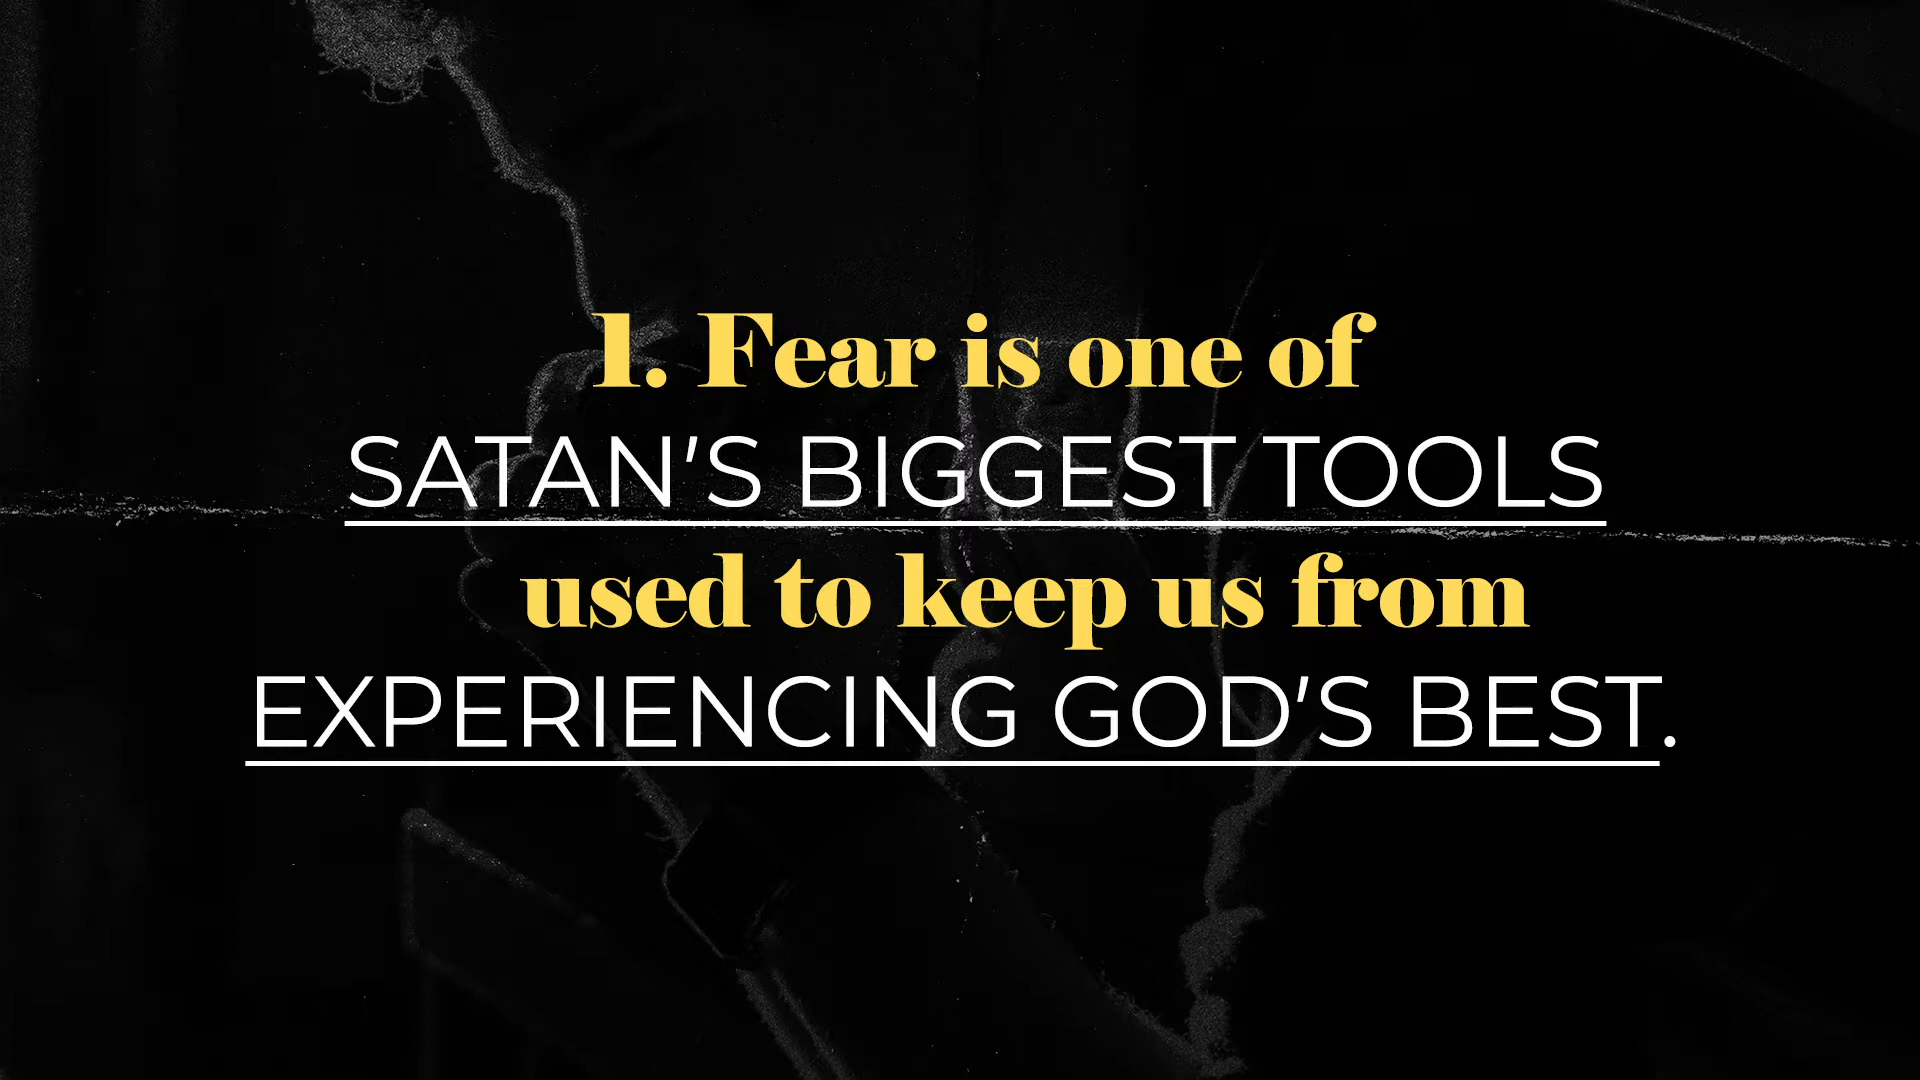 1. Fear is one of
SATAN'S BIGGEST TOOLS
used to keep us from
EXPERIENCING GOD'S BEST.